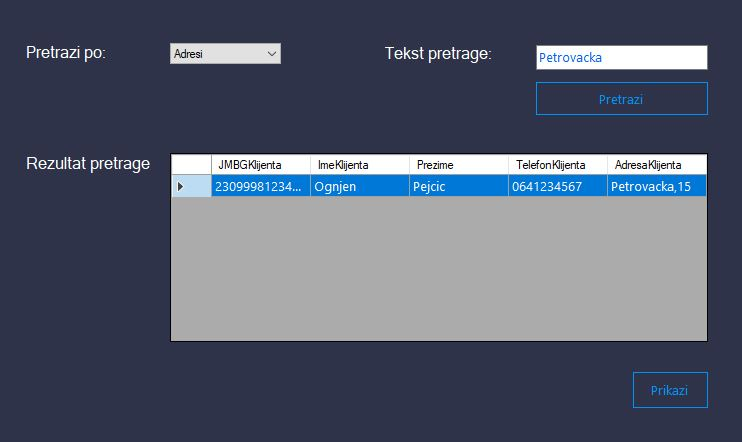 Pretrazi po: Adresi Tekst pretrage: Petrovacka
Pretrazi
Rezultat pretrage
JMBGKlijenta ImeKlijenta Prezime TelefonKlijenta AdresaKlijenta
23099981234... Ognjen Pejcic 0641234567 Petrovacka,15
Prikazi